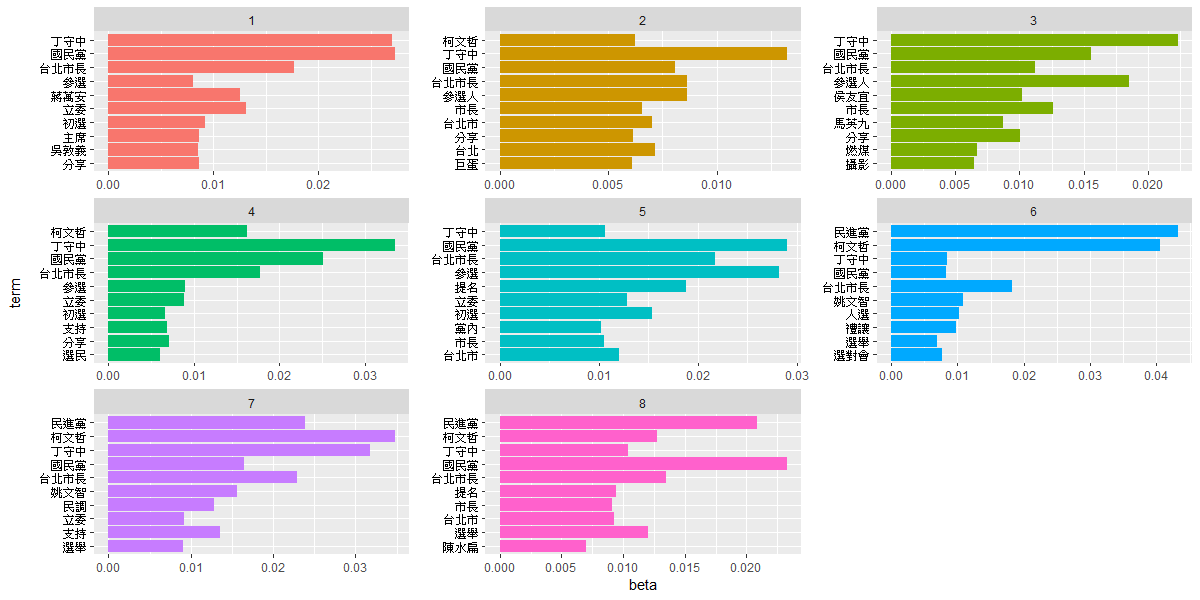 1
丁守中
國民黨
台北市長
參選
蔣萬安
立委
初選
主席
吳敦義
分享
0.00 0.01 0.02
2
柯文哲
丁守中
國民黨
台北市長
參選人
市長
台北市
分享
台北
巨蛋
0.000 0.005 0.010
3
丁守中
國民黨
台北市長
參選人
侯友宜
市長
馬英九
分享
燃煤
攝影
0.000 0.005 0.010 0.015 0.020
term
4
柯文哲
丁守中
國民黨
台北市長
參選
立委
初選
支持
分享
選民
0.00 0.01 0.02 0.03
5
丁守中
國民黨
台北市長
參選
提名
立委
初選
黨內
市長
台北市
0.00 0.01 0.02 0.03
6
民進黨
柯文哲
丁守中
國民黨
台北市長
姚文智
人選
禮讓
選舉
選對會
0.00 0.01 0.02 0.03 0.04
7
民進黨
柯文哲
丁守中
國民黨
台北市長
姚文智
民調
立委
支持
選舉
0.00 0.01 0.02 0.03
8
民進黨
柯文哲
丁守中
國民黨
台北市長
提名
市長
台北市
選舉
陳水扁
0.000 0.005 0.010 0.015 0.020
beta